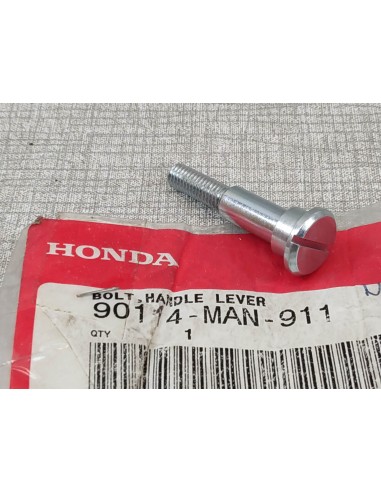 HONDA
BOLT, HANDLE LEVER
90114-MAN-911
QTY 1